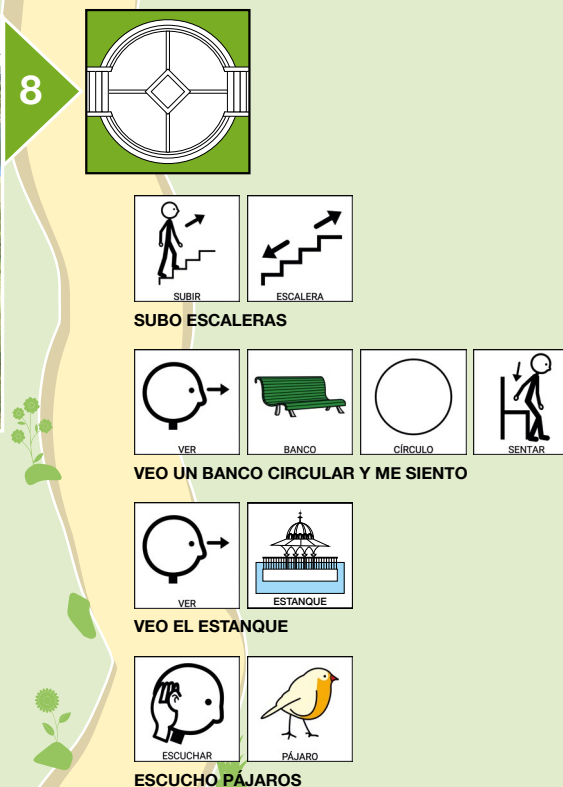 8
SUBIR ESCALERA
SUBO ESCALERAS
VER BANCO CÍRCULO SENTAR
VEO UN BANCO CIRCULAR Y ME SIENTO
VER ESTANQUE
VEO EL ESTANQUE
ESCUCHAR PÁJARO
ESCUCHO PÁJAROS